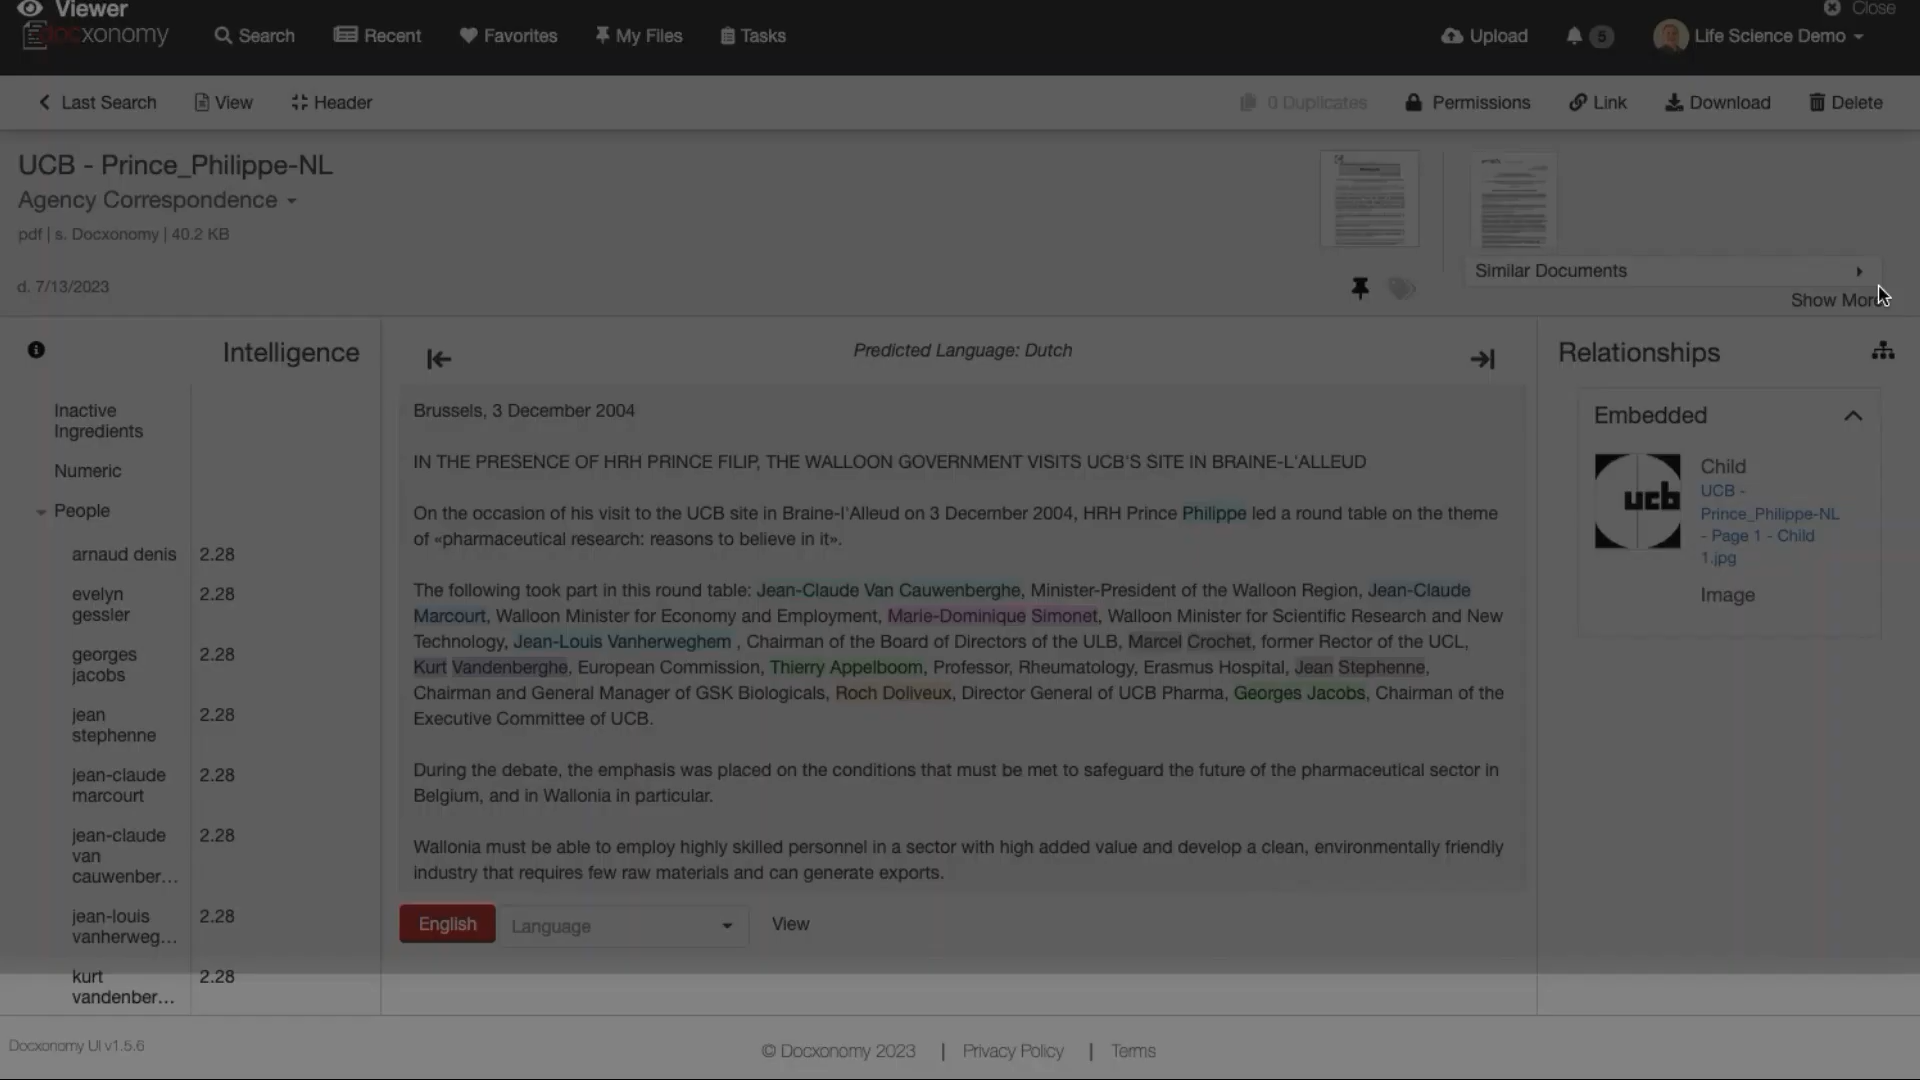 Viewer
Close
Docxonomy
Search
Recent
Favorites
My Files
Tasks
Upload
5
Life Science Demo
Last Search
View
Header
0 Duplicates
Permissions
Link
Download
Delete
UCB - Prince_Philippe-NL
Agency Correspondence
pdf | s. Docxonomy | 40.2 KB
d. 7/13/2023
Similar Documents
Show More
Intelligence
Inactive
Ingredients
Numeric
People
arnaud denis 2.28
evelyn 2.28
gessler
georges 2.28
jacobs
jean 2.28
stephenne
jean-claude 2.28
marcourt
jean-claude 2.28
van
cauwenber...
jean-louis 2.28
vanherweg...
kurt 2.28
vandenber...
Predicted Language: Dutch
Brussels, 3 December 2004
IN THE PRESENCE OF HRH PRINCE FILIP, THE WALLOON GOVERNMENT VISITS UCB'S SITE IN BRAINE-L'ALLEUD
On the occasion of his visit to the UCB site in Braine-l'Alleud on 3 December 2004, HRH Prince Philippe led a round table on the theme
of «pharmaceutical research: reasons to believe in it».
The following took part in this round table: Jean-Claude Van Cauwenberghe, Minister-President of the Walloon Region, Jean-Claude
Marcourt, Walloon Minister for Economy and Employment, Marie-Dominique Simonet, Walloon Minister for Scientific Research and New
Technology, Jean-Louis Vanherweghem , Chairman of the Board of Directors of the ULB, Marcel Crochet, former Rector of the UCL,
Kurt Vandenberghe, European Commission, Thierry Appelboom, Professor, Rheumatology, Erasmus Hospital, Jean Stephenne,
Chairman and General Manager of GSK Biologicals, Roch Doliveux, Director General of UCB Pharma, Georges Jacobs, Chairman of the
Executive Committee of UCB.
During the debate, the emphasis was placed on the conditions that must be met to safeguard the future of the pharmaceutical sector in
Belgium, and in Wallonia in particular.
Wallonia must be able to employ highly skilled personnel in a sector with high added value and develop a clean, environmentally friendly
industry that requires few raw materials and can generate exports.
English
Language
View
Relationships
Embedded
ucb
Child
UCB -
Prince_Philippe-NL
- Page 1 - Child
1.jpg
Image
Docxonomy UI v1.5.6
© Docxonomy 2023 | Privacy Policy | Terms